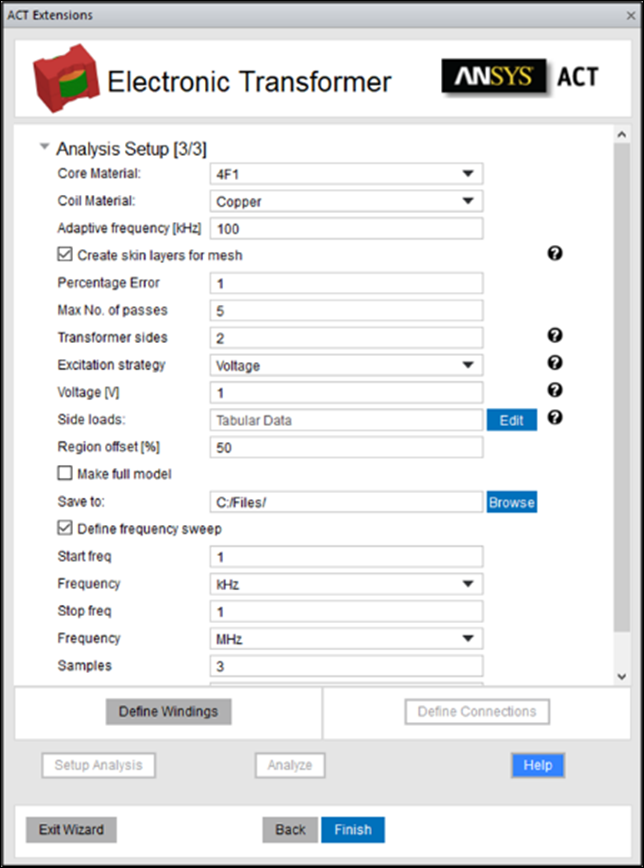 ACT Extensions
Electronic Transformer
ANSYS ACT
Analysis Setup [3/3]
Core Material: 4F1
Coil Material: Copper
Adaptive frequency [kHz] 100
Create skin layers for mesh
Percentage Error 1
Max No. of passes 5
Transformer sides 2
Excitation strategy Voltage
Voltage [V] 1
Side loads: Tabular Data Edit
Region offset [%] 50
Make full model
Save to: C:/Files/ Browse
Define frequency sweep
Start freq 1
Frequency kHz
Stop freq 1
Frequency MHz
Samples 3
Define Windings Define Connections
Setup Analysis Analyze Help
Exit Wizard Back Finish